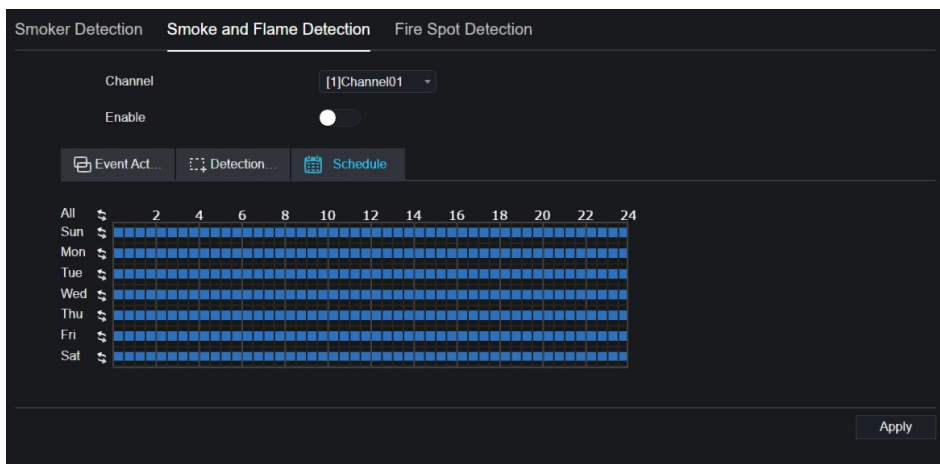 Smoker Detection Smoke and Flame Detection Fire Spot Detection
Channel [1]Channel01
Enable
Event Act... Detection... Schedule
All 2 4 6 8 10 12 14 16 18 20 22 24
Sun
Mon
Tue
Wed
Thu
Fri
Sat
Apply